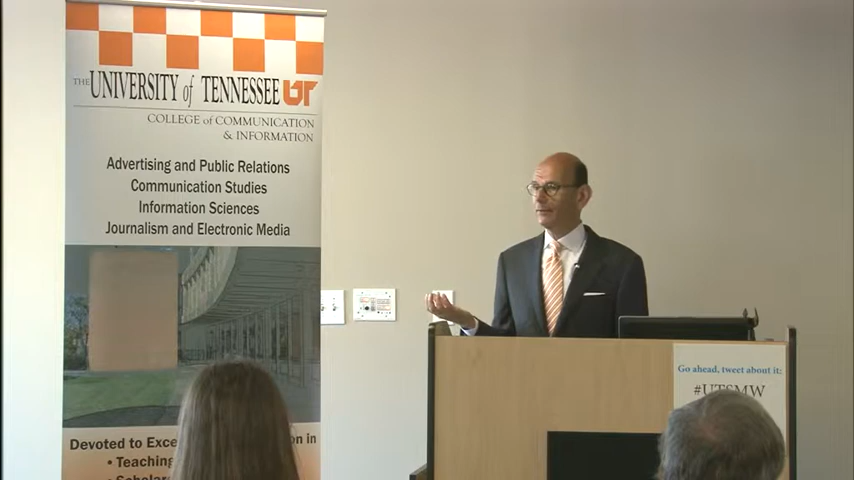 THE UNIVERSITY of TENNESSEE UT
COLLEGE of COMMUNICATION
& INFORMATION
Advertising and Public Relations
Communication Studies
Information Sciences
Journalism and Electronic Media
Devoted to in
• Teaching
Go ahead, tweet about it:
#UTSMW